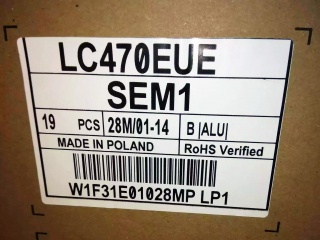 LC470EUE
SEM1
19 PCS 28M/01-14 B |ALU|
MADE IN POLAND RoHS Verified
W1F31E01028MP LP1